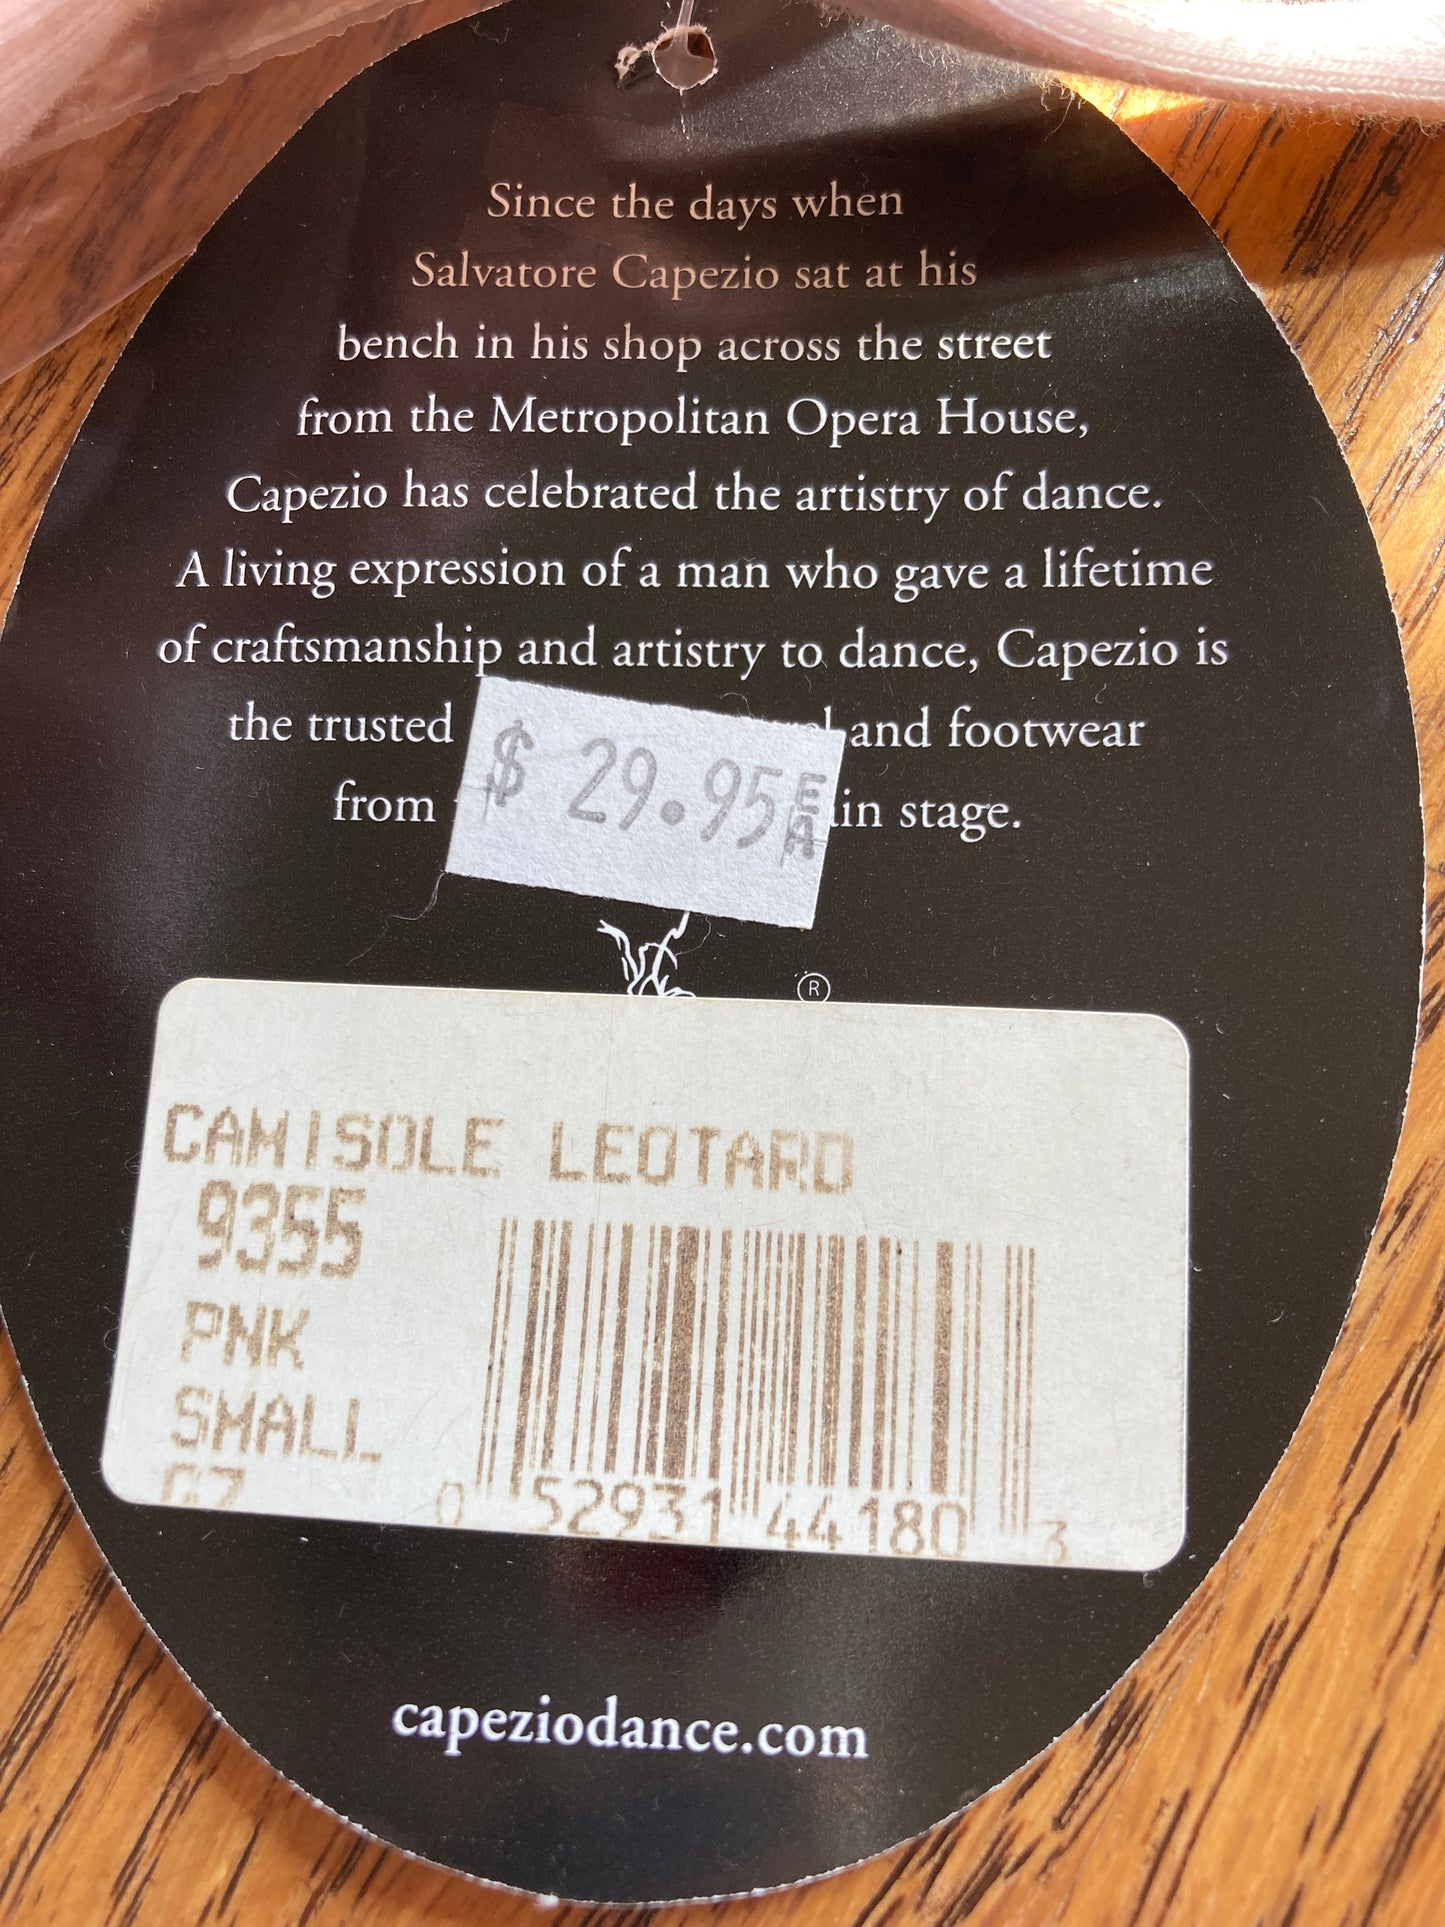 Since the days when
Salvatore Capezio sat at his
bench in his shop across the street
from the Metropolitan Opera House,
Capezio has celebrated the artistry of dance.
A living expression of a man who gave a lifetime
of craftsmanship and artistry to dance, Capezio is
the trusted and footwear
from stage.
$ 29.95 EA
®
CAMISOLE LEOTARD
9355
PNK
SMALL
0 52931 44180 3
capeziodance.com